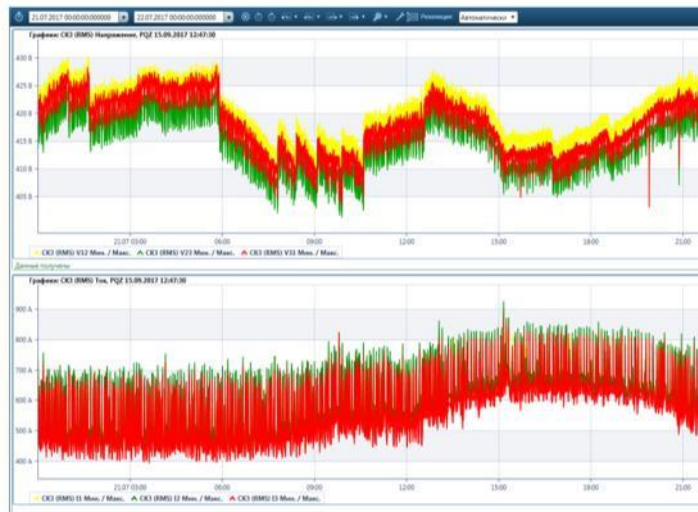 21.07.2017 00:00:00.000000 22.07.2017 00:00:00.000000 Резолюция: Автоматически
Графики: СКЗ (RMS) Напряжение, PQZ 15.09.2017 12:47:30
430 В
425 В
420 В
415 В
410 В
405 В
21.07 03:00 06:00 09:00 12:00 15:00 18:00 21:00
СКЗ (RMS) V12 Мин. / Макс. СКЗ (RMS) V23 Мин. / Макс. СКЗ (RMS) V31 Мин. / Макс.
Данные получены
Графики: СКЗ (RMS) Ток, PQZ 15.09.2017 12:47:30
900 А
800 А
700 А
600 А
500 А
400 А
21.07 03:00 06:00 09:00 12:00 15:00 18:00 21:00
СКЗ (RMS) I1 Мин. / Макс. СКЗ (RMS) I2 Мин. / Макс. СКЗ (RMS) I3 Мин. / Макс.